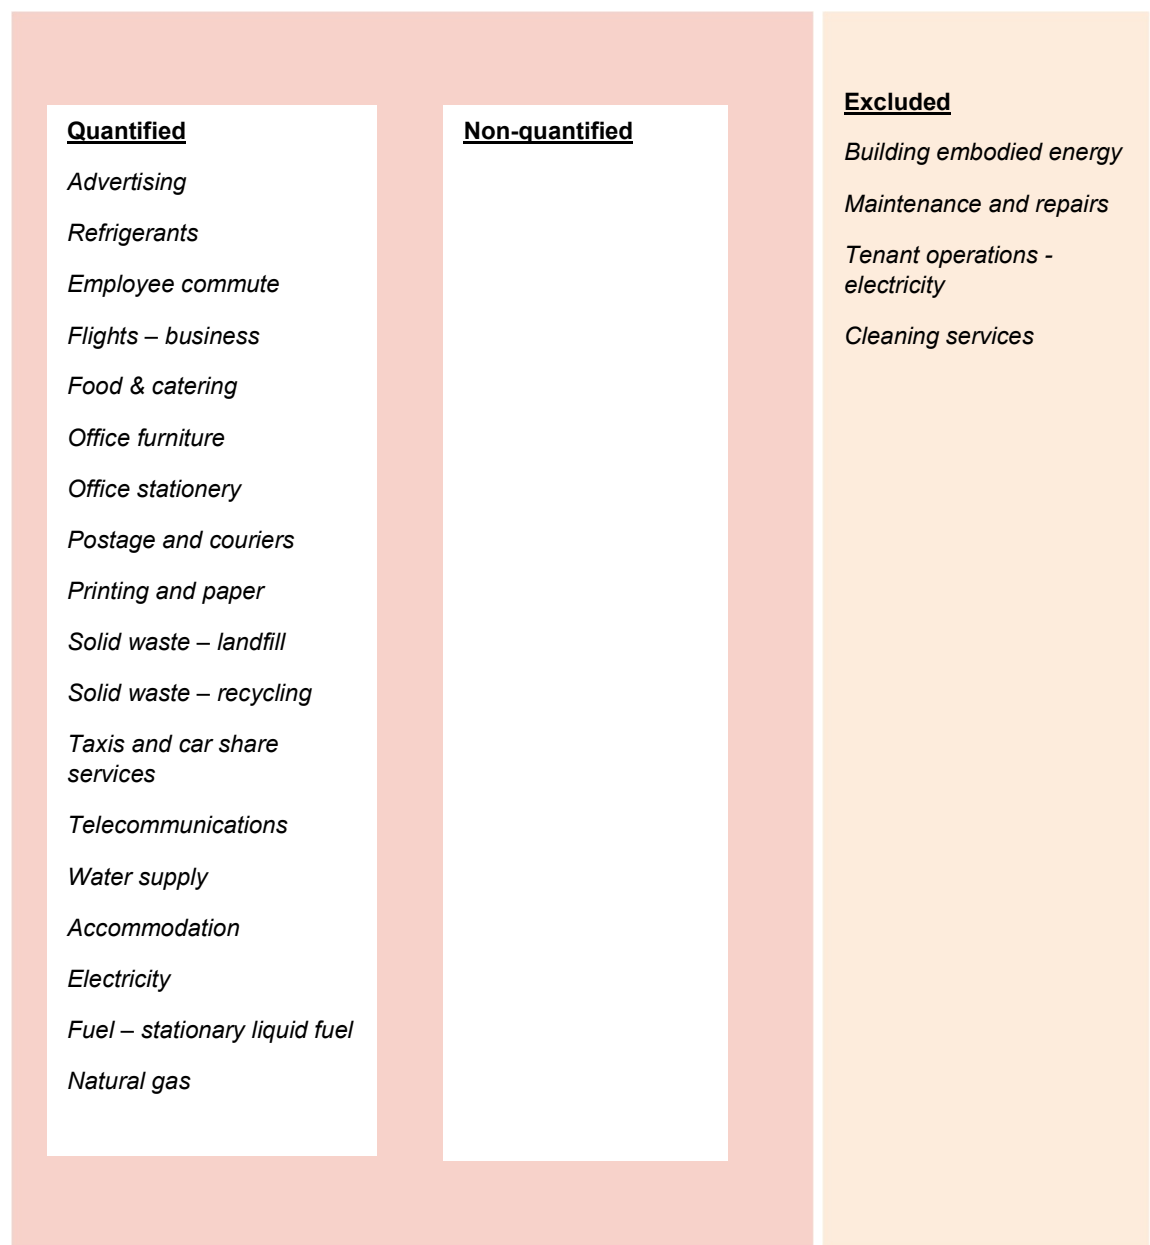 Quantified
Advertising
Refrigerants
Employee commute
Flights – business
Food & catering
Office furniture
Office stationery
Postage and couriers
Printing and paper
Solid waste – landfill
Solid waste – recycling
Taxis and car share
services
Telecommunications
Water supply
Accommodation
Electricity
Fuel – stationary liquid fuel
Natural gas
Non-quantified
Excluded
Building embodied energy
Maintenance and repairs
Tenant operations -
electricity
Cleaning services